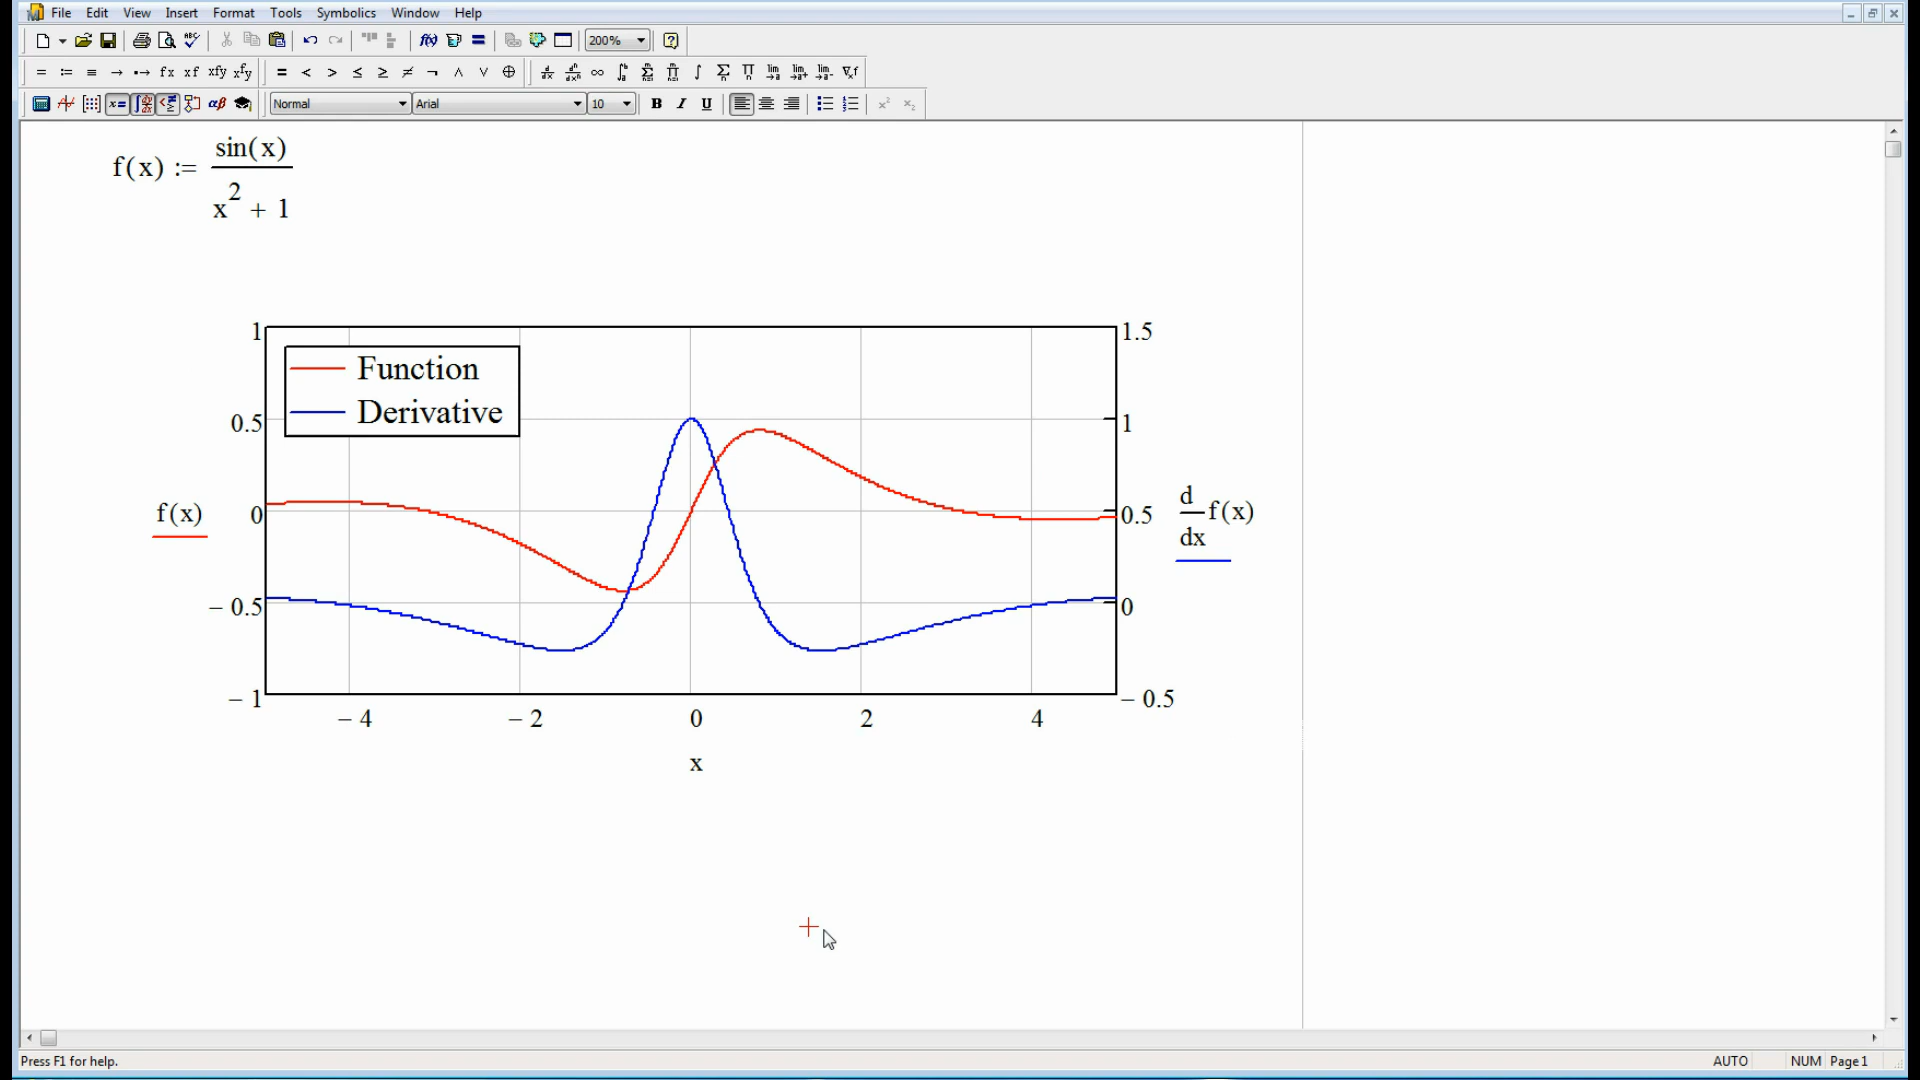 File Edit View Insert Format Tools Symbolics Window Help
200%
Normal Arial 10 B I U
f(x) := sin(x)
x² + 1
1 1.5
Function
Derivative
0.5 1
f(x) 0 0.5 d/dx f(x)
− 0.5 0
− 1 − 0.5
− 4 − 2 0 2 4
x
Press F1 for help. AUTO NUM Page 1